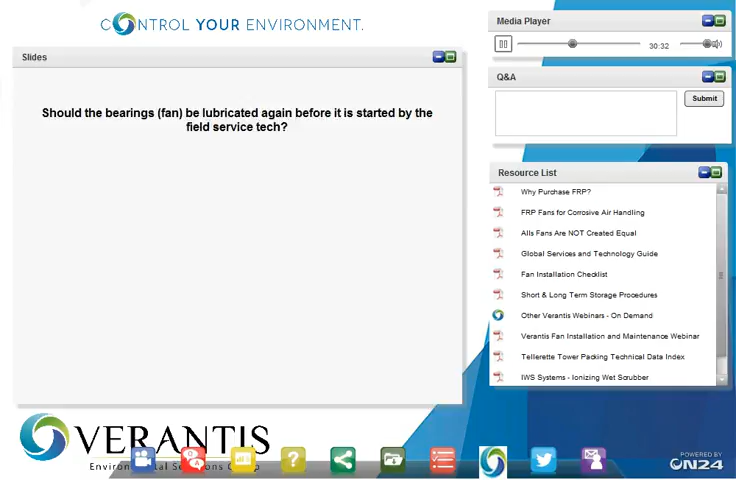 CONTROL YOUR ENVIRONMENT.
Slides
Should the bearings (fan) be lubricated again before it is started by the
field service tech?
Media Player
30:32
Q&A
Submit
Resource List
Why Purchase FRP?
FRP Fans for Corrosive Air Handling
Alls Fans Are NOT Created Equal
Global Services and Technology Guide
Fan Installation Checklist
Short & Long Term Storage Procedures
Other Verantis Webinars - On Demand
Verantis Fan Installation and Maintenance Webinar
Tellerette Tower Packing Technical Data Index
IWS Systems - Ionizing Wet Scrubber
VERANTIS
Environmental Solutions Group
Q
A
?
POWERED BY
ON24